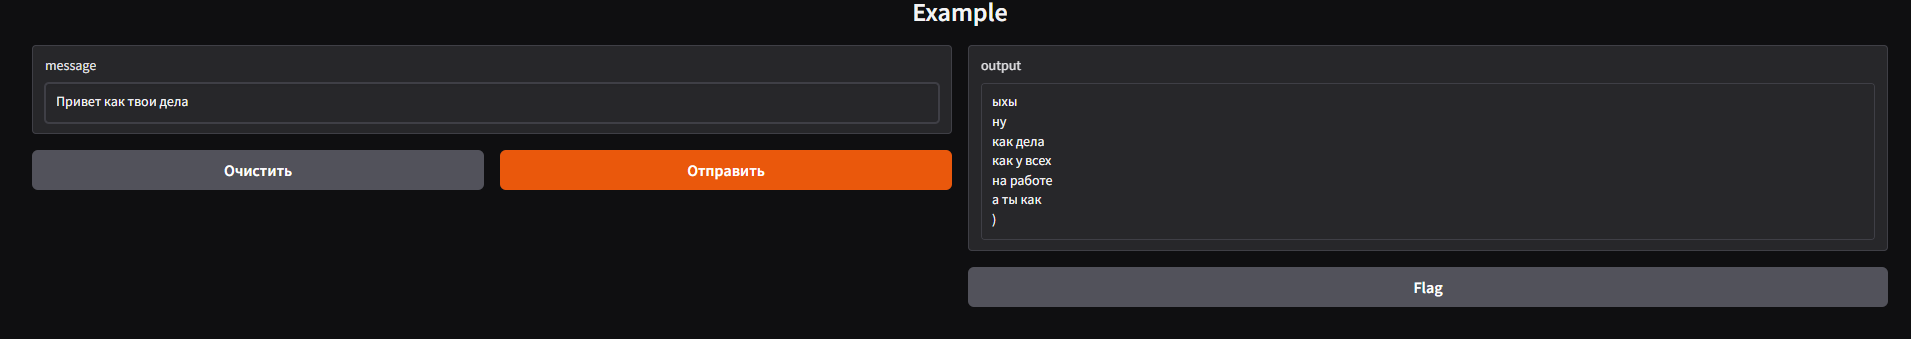 Example
message
Привет как твои дела
Очистить
Отправить
output
ыхы
ну
как дела
как у всех
на работе
а ты как
)
Flag